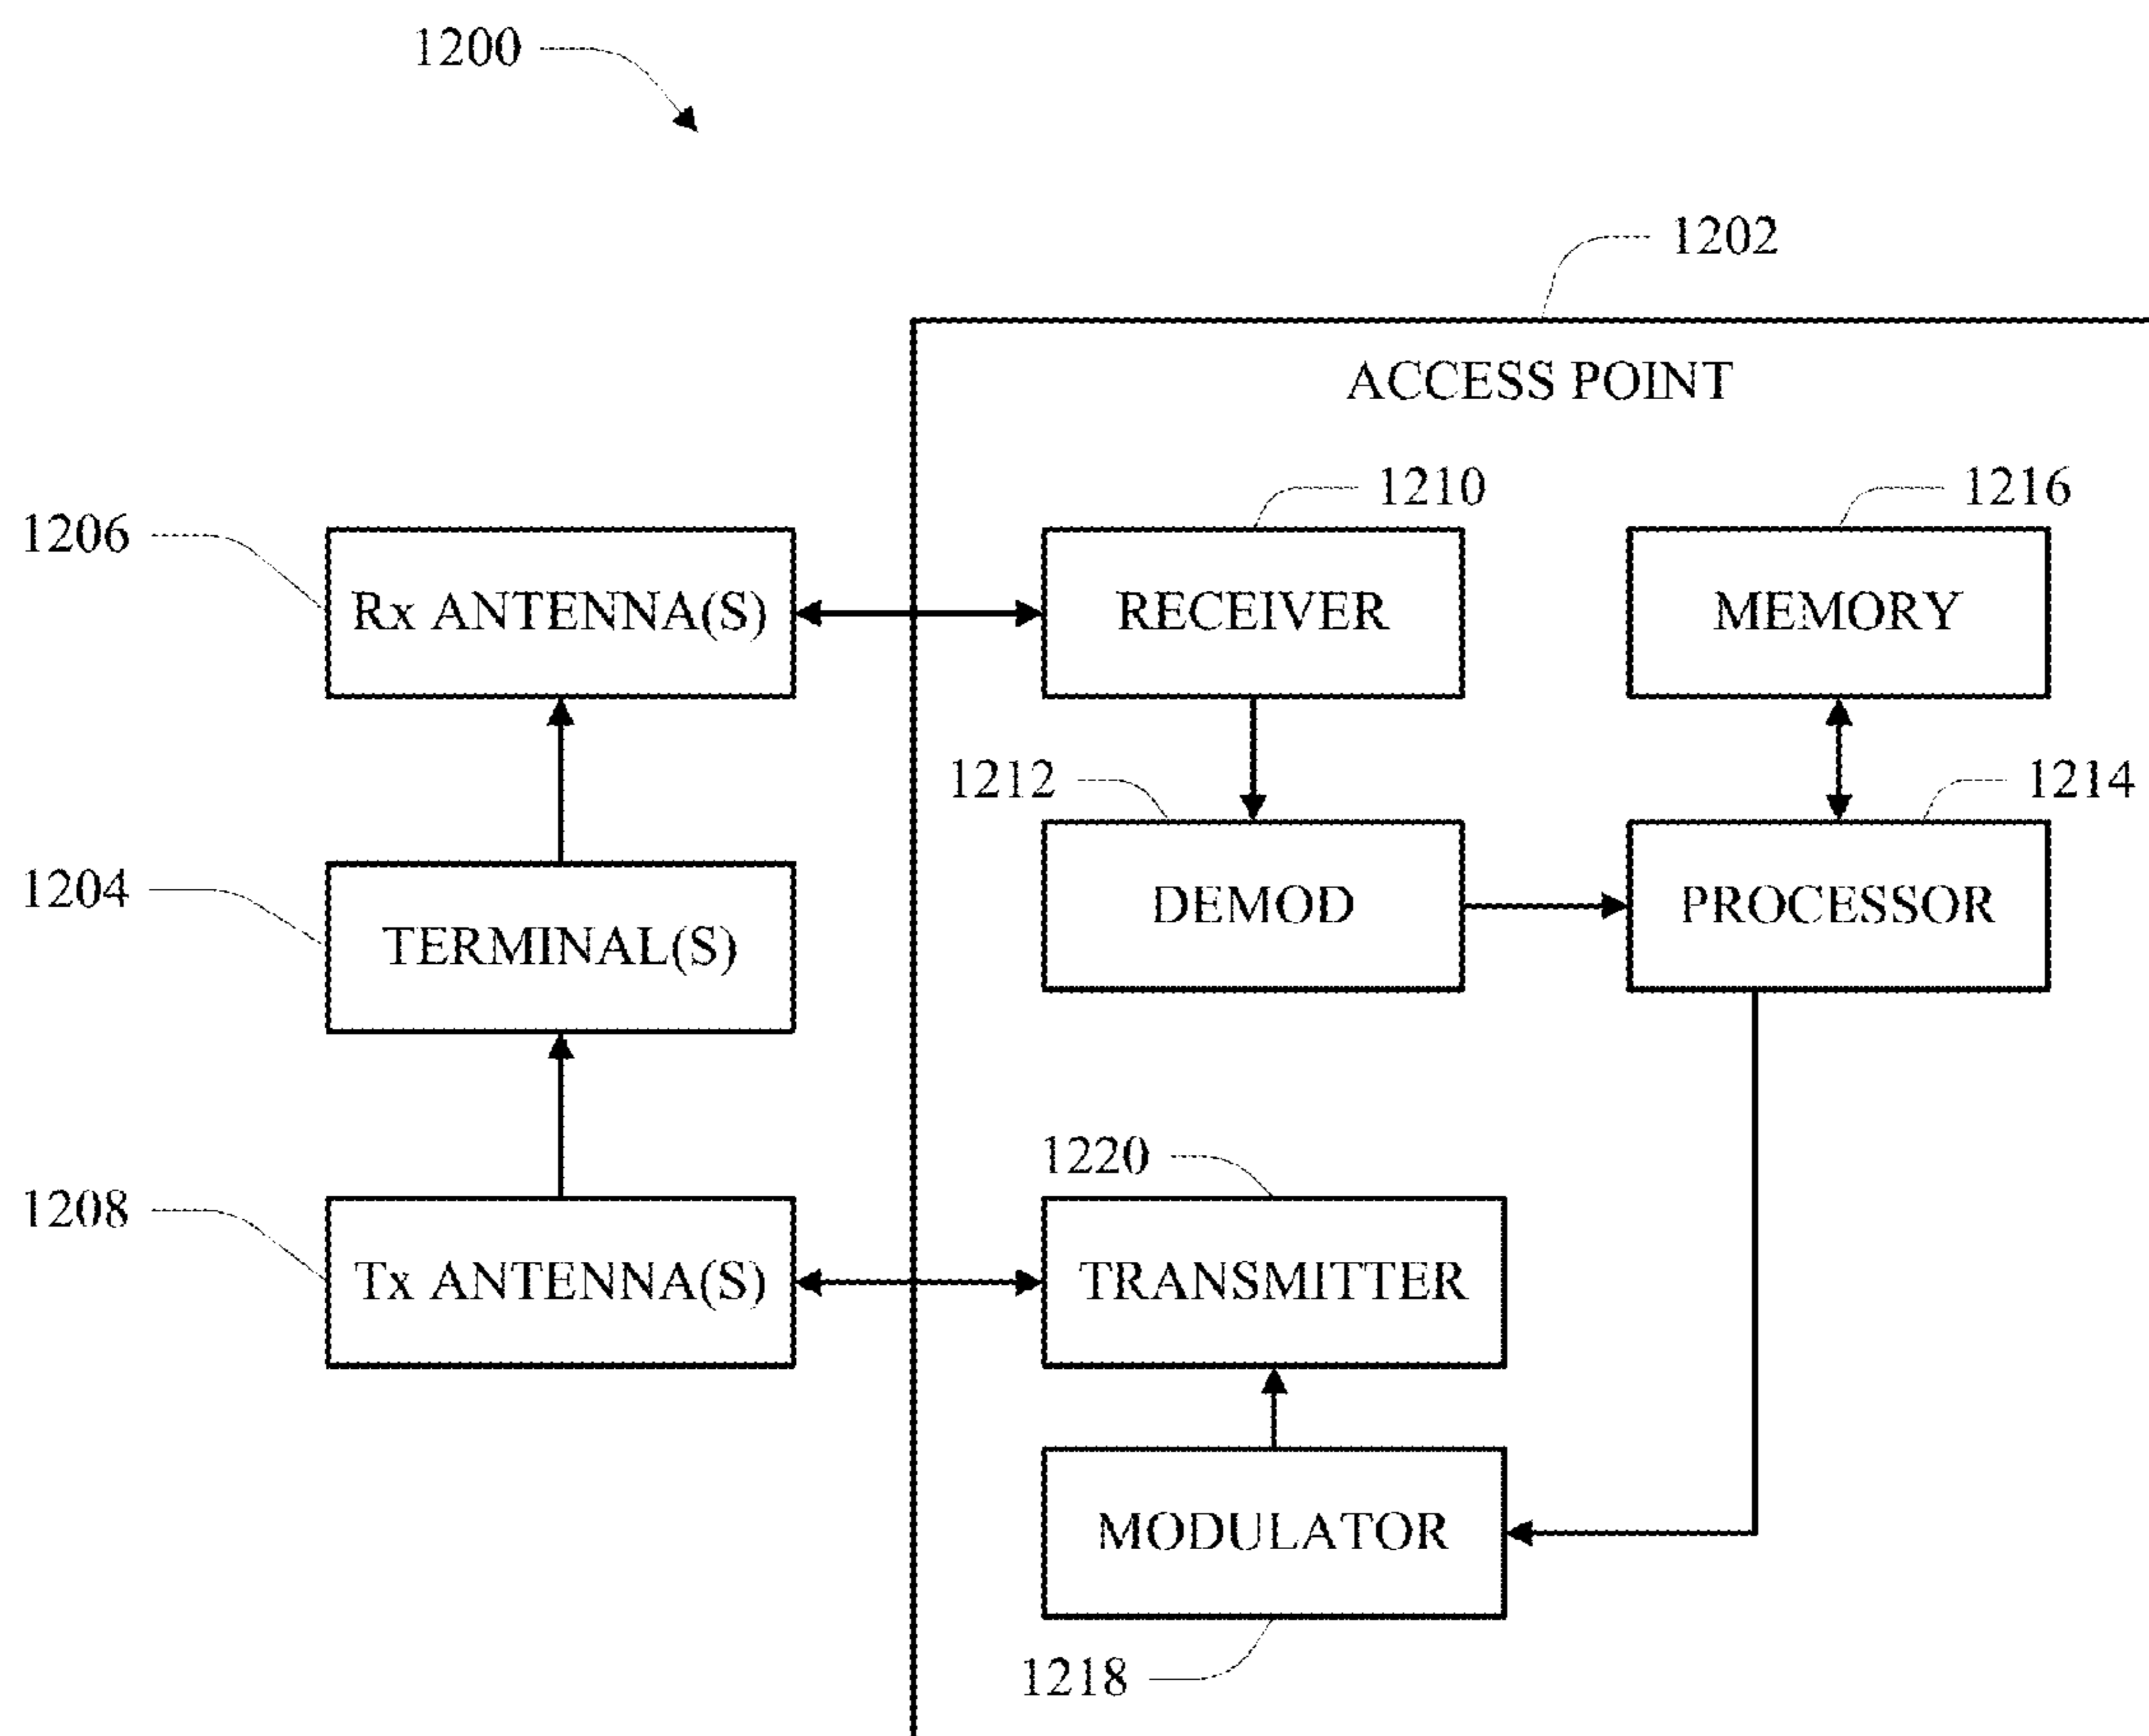 1200
1202
ACCESS POINT
1210
1216
1206
Rx ANTENNA(S)
RECEIVER
MEMORY
1212
1214
1204
TERMINAL(S)
DEMOD
PROCESSOR
1220
1208
Tx ANTENNA(S)
TRANSMITTER
MODULATOR
1218